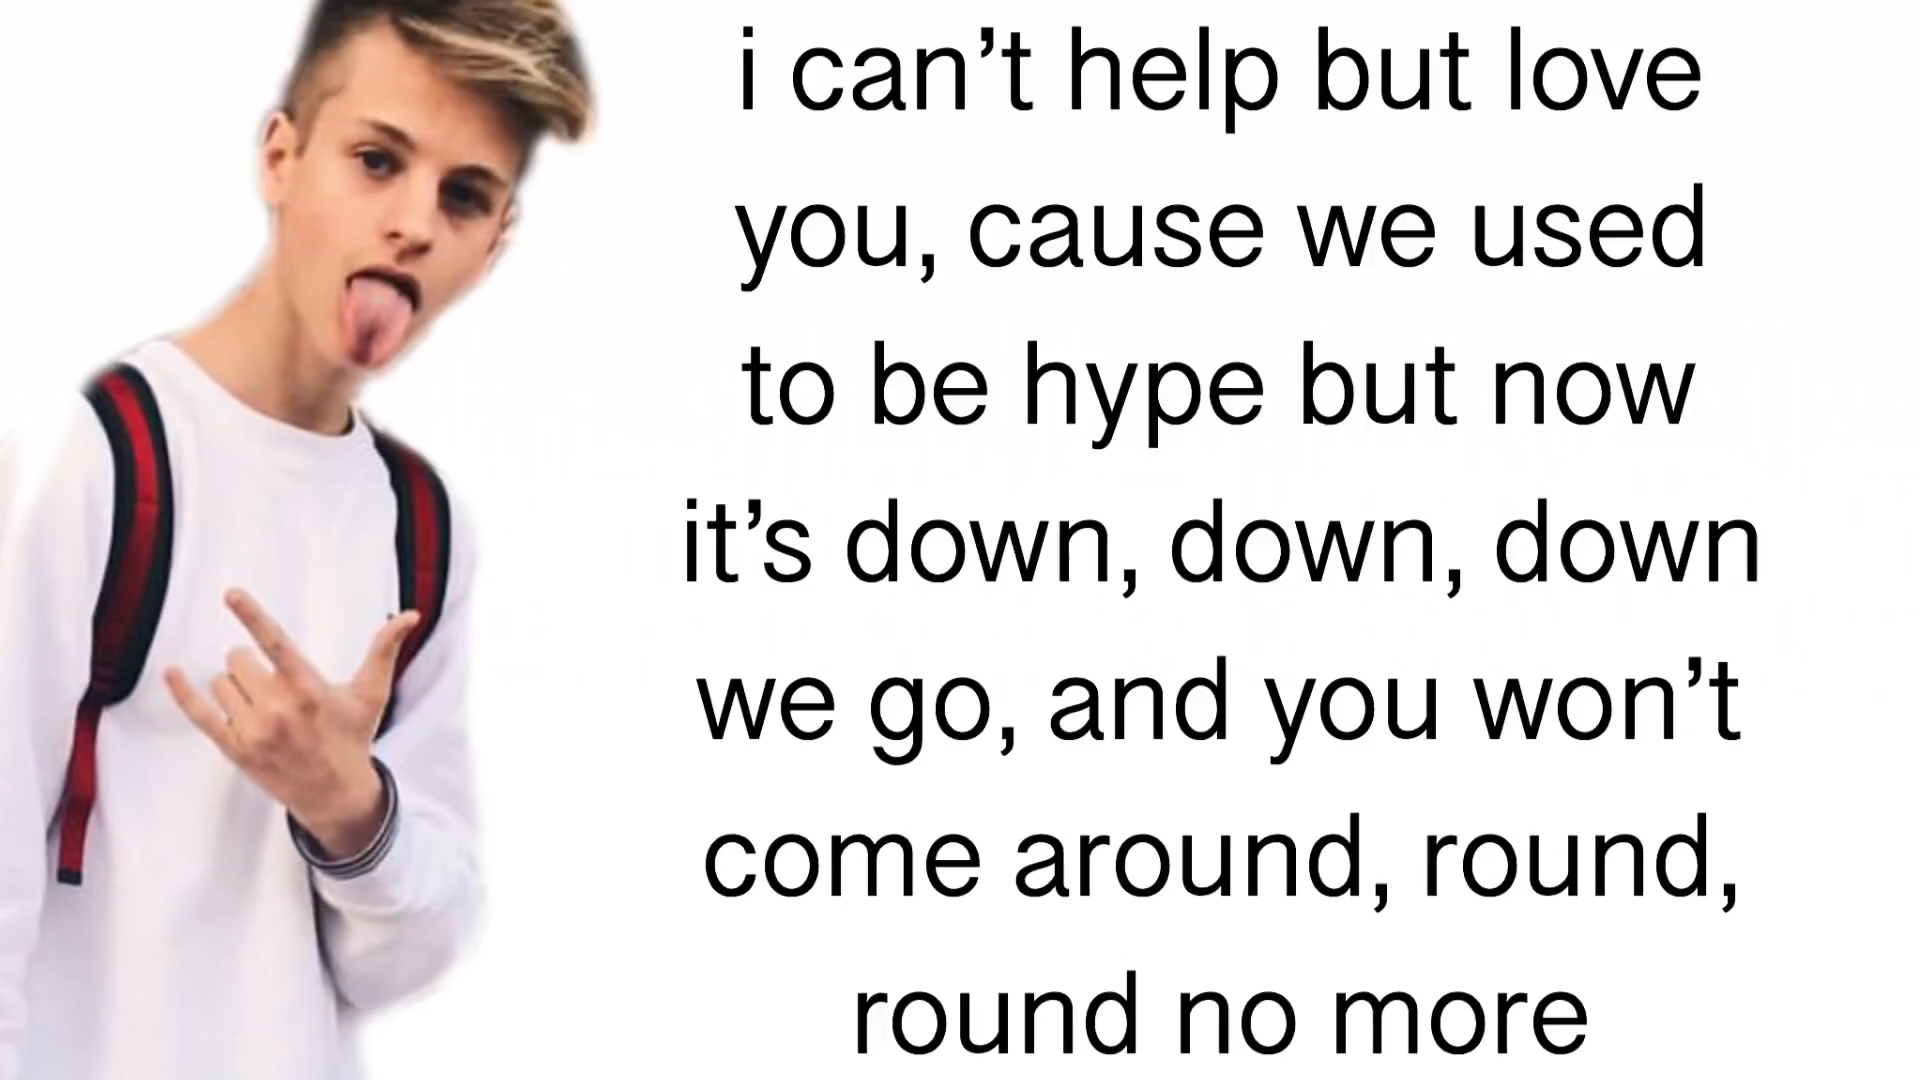 i can’t help but love
you, cause we used
to be hype but now
it’s down, down, down
we go, and you won’t
come around, round,
round no more